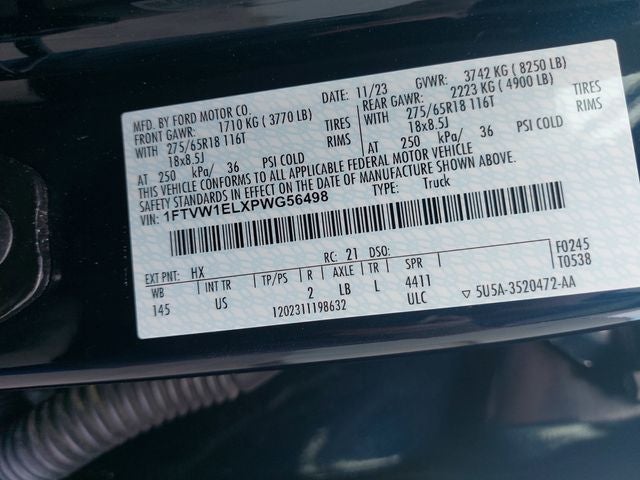 MFD. BY FORD MOTOR CO.
DATE: 11/23 GVWR: 3742 KG ( 8250 LB)
FRONT GAWR: 1710 KG ( 3770 LB) REAR GAWR: 2223 KG ( 4900 LB)
WITH 275/65R18 116T TIRES WITH 275/65R18 116T TIRES
18x8.5J RIMS 18x8.5J RIMS
AT 250 kPa/ 36 PSI COLD AT 250 kPa/ 36 PSI COLD
THIS VEHICLE CONFORMS TO ALL APPLICABLE FEDERAL MOTOR VEHICLE
SAFETY STANDARDS IN EFFECT ON THE DATE OF MANUFACTURE SHOWN ABOVE.
VIN: 1FTVW1ELXPWG56498 TYPE: Truck
EXT PNT: HX RC: 21 DSO: F0245
WB INT TR TP/PS R AXLE TR SPR T0538
145 US 2 LB L 4411
1202311198632 ULC ▽ 5U5A-3520472-AA